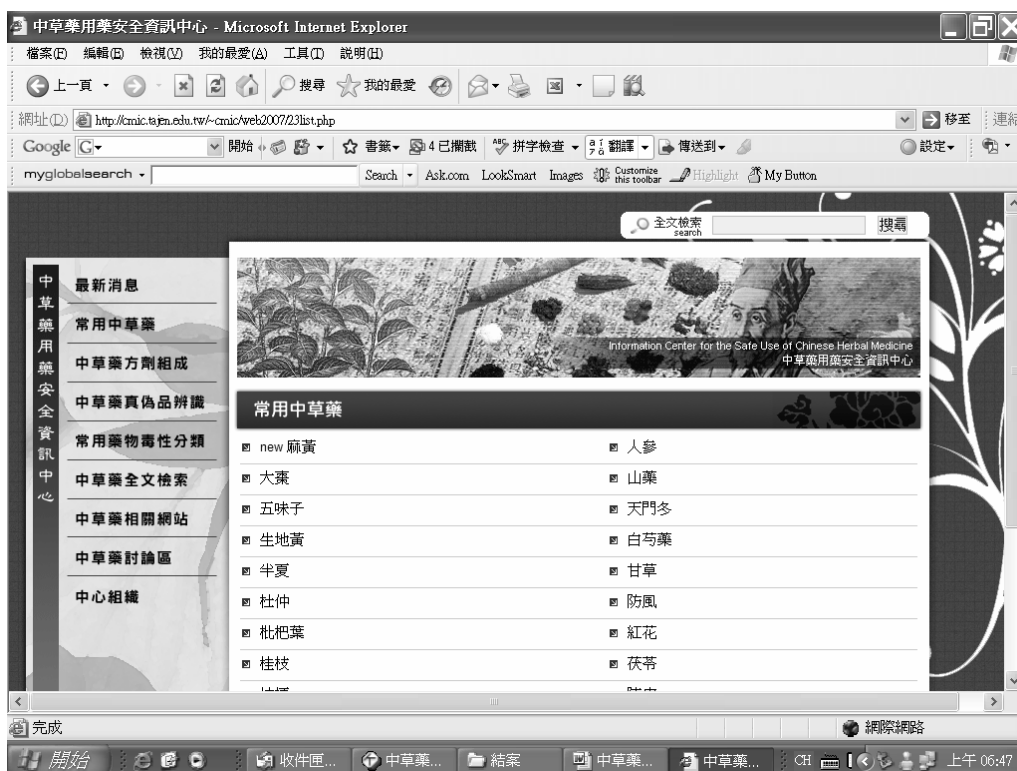 中草藥用藥安全資訊中心 - Microsoft Internet Explorer
檔案(F) 編輯(E) 檢視(V) 我的最愛(A) 工具(T) 說明(H)
上一頁 搜尋 我的最愛
網址(D) http://cmic.tajen.edu.tw/~cmic/web2007/23list.php 移至 連結
Google G 開始 書籤 4 已攔截 ABC 拼字檢查 翻譯 傳送到 設定
myglobalsearch Search Ask.com LookSmart Images Customize this toolbar Highlight My Button
全文檢索 search 搜尋
中草藥用藥安全資訊中心
最新消息
常用中草藥
中草藥方劑組成
中草藥真偽品辨識
常用藥物毒性分類
中草藥全文檢索
中草藥相關網站
中草藥討論區
中心組織
Information Center for the Safe Use of Chinese Herbal Medicine
中草藥用藥安全資訊中心
常用中草藥
new 麻黃 人參
大棗 山藥
五味子 天門冬
生地黃 白芍藥
半夏 甘草
杜仲 防風
枇杷葉 紅花
桂枝 茯苓
完成 網際網路
開始 收件匣... 中草藥... 結案 中草藥... 中草藥... CH 上午 06:47